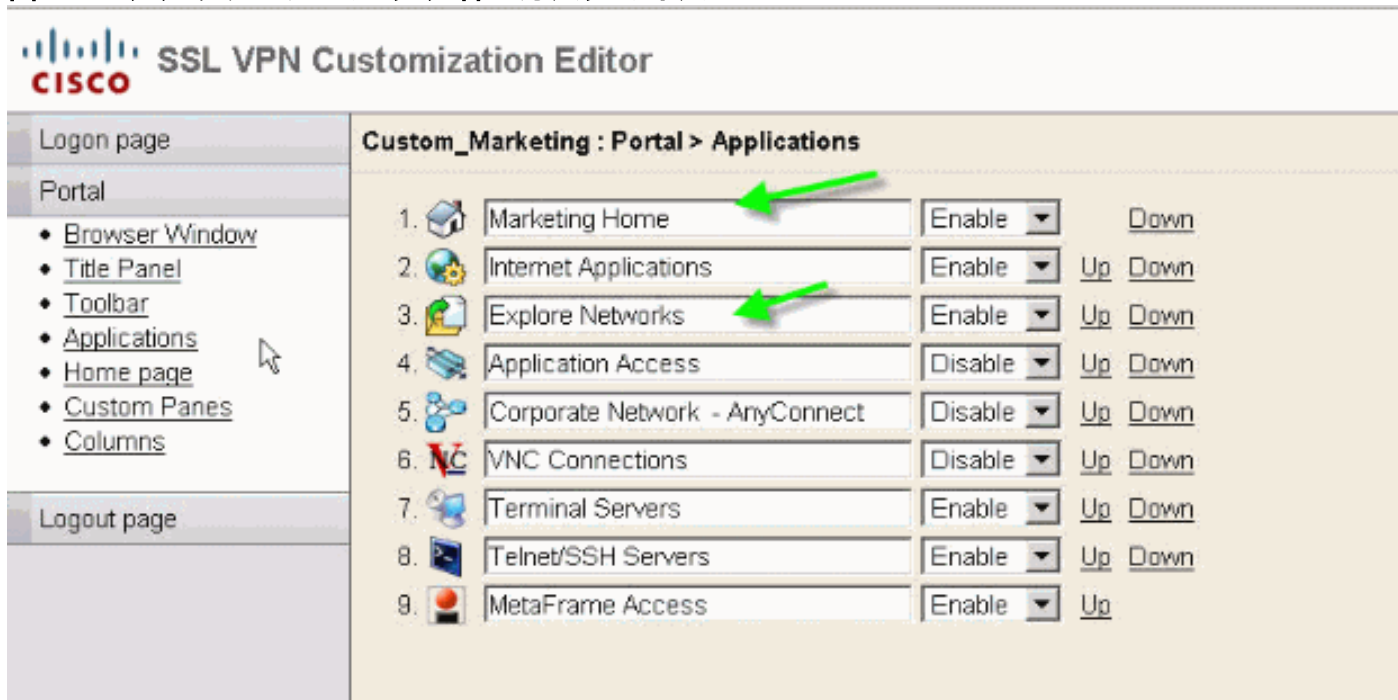 CISCO SSL VPN Customization Editor
Logon page
Portal
• Browser Window
• Title Panel
• Toolbar
• Applications
• Home page
• Custom Panes
• Columns
Logout page
Custom_Marketing : Portal > Applications
1. Marketing Home Enable Down
2. Internet Applications Enable Up Down
3. Explore Networks Enable Up Down
4. Application Access Disable Up Down
5. Corporate Network - AnyConnect Disable Up Down
6. VNC VNC Connections Disable Up Down
7. Terminal Servers Enable Up Down
8. Telnet/SSH Servers Enable Up Down
9. MetaFrame Access Enable Up